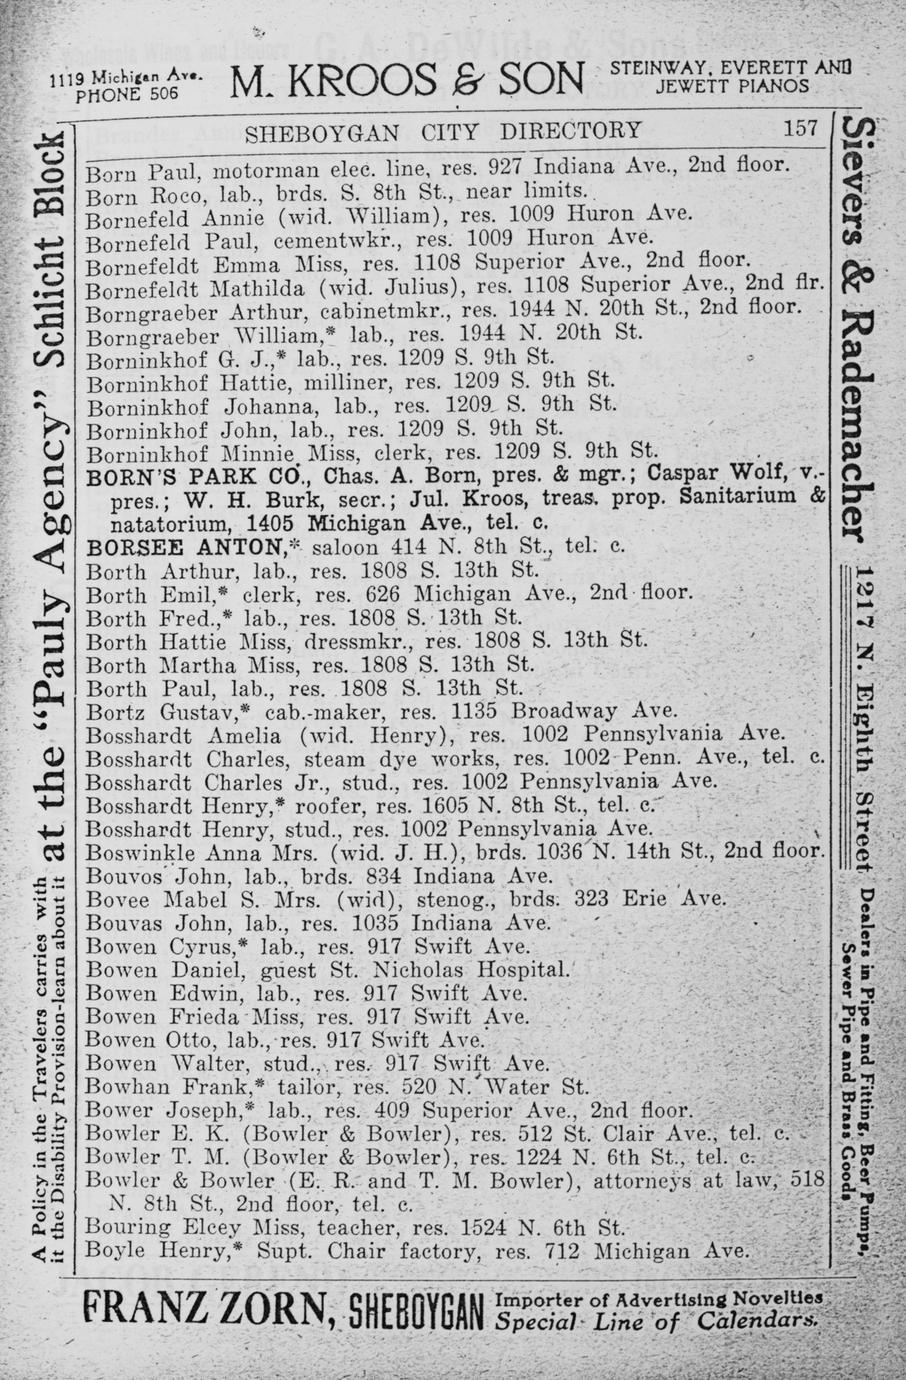 1119 Michigan Ave.
PHONE 506
M. KROOS & SON
STEINWAY, EVERETT AND
JEWETT PIANOS
SHEBOYGAN CITY DIRECTORY 157
Born Paul, motorman elec. line, res. 927 Indiana Ave., 2nd floor.
Born Roco, lab., brds. S. 8th St., near limits.
Bornefeld Annie (wid. William), res. 1009 Huron Ave.
Bornefeld Paul, cementwkr., res. 1009 Huron Ave.
Bornefeldt Emma Miss, res. 1108 Superior Ave., 2nd floor.
Bornefeldt Mathilda (wid. Julius), res. 1108 Superior Ave., 2nd flr.
Borngraeber Arthur, cabinetmkr., res. 1944 N. 20th St., 2nd floor.
Borngraeber William,* lab., res. 1944 N. 20th St.
Borninkhof G. J.,* lab., res. 1209 S. 9th St.
Borninkhof Hattie, milliner, res. 1209 S. 9th St.
Borninkhof Johanna, lab., res. 1209 S. 9th St.
Borninkhof John, lab., res. 1209 S. 9th St.
Borninkhof Minnie Miss, clerk, res. 1209 S. 9th St.
BORN'S PARK CO., Chas. A. Born, pres. & mgr.; Caspar Wolf, v.-
pres.; W. H. Burk, secr.; Jul. Kroos, treas. prop. Sanitarium &
natatorium, 1405 Michigan Ave., tel. c.
BORSEE ANTON,* saloon 414 N. 8th St., tel. c.
Borth Arthur, lab., res. 1808 S. 13th St.
Borth Emil,* clerk, res. 626 Michigan Ave., 2nd floor.
Borth Fred.,* lab., res. 1808 S. 13th St.
Borth Hattie Miss, dressmkr., res. 1808 S. 13th St.
Borth Martha Miss, res. 1808 S. 13th St.
Borth Paul, lab., res. 1808 S. 13th St.
Bortz Gustav,* cab.-maker, res. 1135 Broadway Ave.
Bosshardt Amelia (wid. Henry), res. 1002 Pennsylvania Ave.
Bosshardt Charles, steam dye works, res. 1002 Penn. Ave., tel. c.
Bosshardt Charles Jr., stud., res. 1002 Pennsylvania Ave.
Bosshardt Henry,* roofer, res. 1605 N. 8th St., tel. c.
Bosshardt Henry, stud., res. 1002 Pennsylvania Ave.
Boswinkle Anna Mrs. (wid. J. H.), brds. 1036 N. 14th St., 2nd floor.
Bouvos John, lab., brds. 834 Indiana Ave.
Bovee Mabel S. Mrs. (wid), stenog., brds. 323 Erie Ave.
Bouvas John, lab., res. 1035 Indiana Ave.
Bowen Cyrus,* lab., res. 917 Swift Ave.
Bowen Daniel, guest St. Nicholas Hospital.
Bowen Edwin, lab., res. 917 Swift Ave.
Bowen Frieda Miss, res. 917 Swift Ave.
Bowen Otto, lab., res. 917 Swift Ave.
Bowen Walter, stud., res. 917 Swift Ave.
Bowhan Frank,* tailor, res. 520 N. Water St.
Bower Joseph,* lab., res. 409 Superior Ave., 2nd floor.
Bowler E. K. (Bowler & Bowler), res. 512 St. Clair Ave., tel. c.
Bowler T. M. (Bowler & Bowler), res. 1224 N. 6th St., tel. c.
Bowler & Bowler (E. R. and T. M. Bowler), attorneys at law, 518
N. 8th St., 2nd floor, tel. c.
Bouring Elcey Miss, teacher, res. 1524 N. 6th St.
Boyle Henry,* Supt. Chair factory, res. 712 Michigan Ave.
A Policy in the Travelers carries with
it the Disability Provision-learn about it
at the "Pauly Agency" Schlicht Block
Sievers & Rademacher
1217 N. Eighth Street
Dealers in Pipe and Fitting, Beer Pumps,
Sewer Pipe and Brass Goods
FRANZ ZORN, SHEBOYGAN
Importer of Advertising Novelties
Special Line of Calendars.